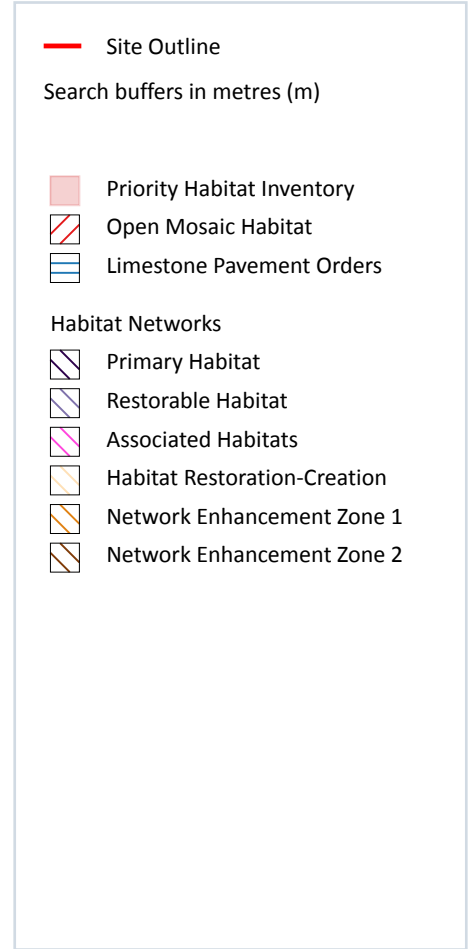 Site Outline
Search buffers in metres (m)
Priority Habitat Inventory
Open Mosaic Habitat
Limestone Pavement Orders
Habitat Networks
Primary Habitat
Restorable Habitat
Associated Habitats
Habitat Restoration-Creation
Network Enhancement Zone 1
Network Enhancement Zone 2